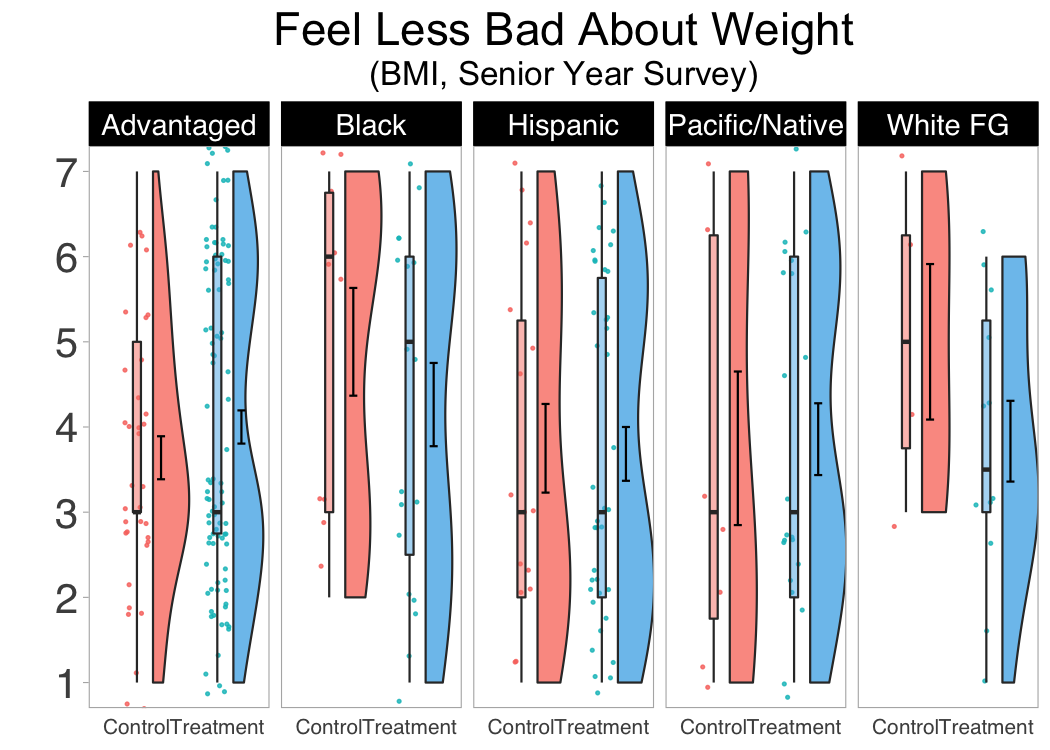 Feel Less Bad About Weight
(BMI, Senior Year Survey)
Advantaged Black Hispanic Pacific/Native White FG
7
6
5
4
3
2
1
ControlTreatment ControlTreatment ControlTreatment ControlTreatment ControlTreatment